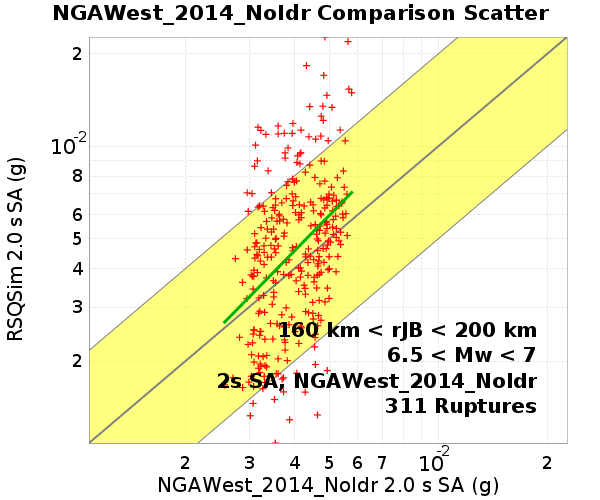 NGAWest_2014_NoIdr Comparison Scatter
RSQSim 2.0 s SA (g)
2
10-2
8
6
5
4
3
2
160 km < rJB < 200 km
6.5 < Mw < 7
2s SA, NGAWest_2014_NoIdr
311 Ruptures
2 3 4 5 6 7 10-2 2
NGAWest_2014_NoIdr 2.0 s SA (g)